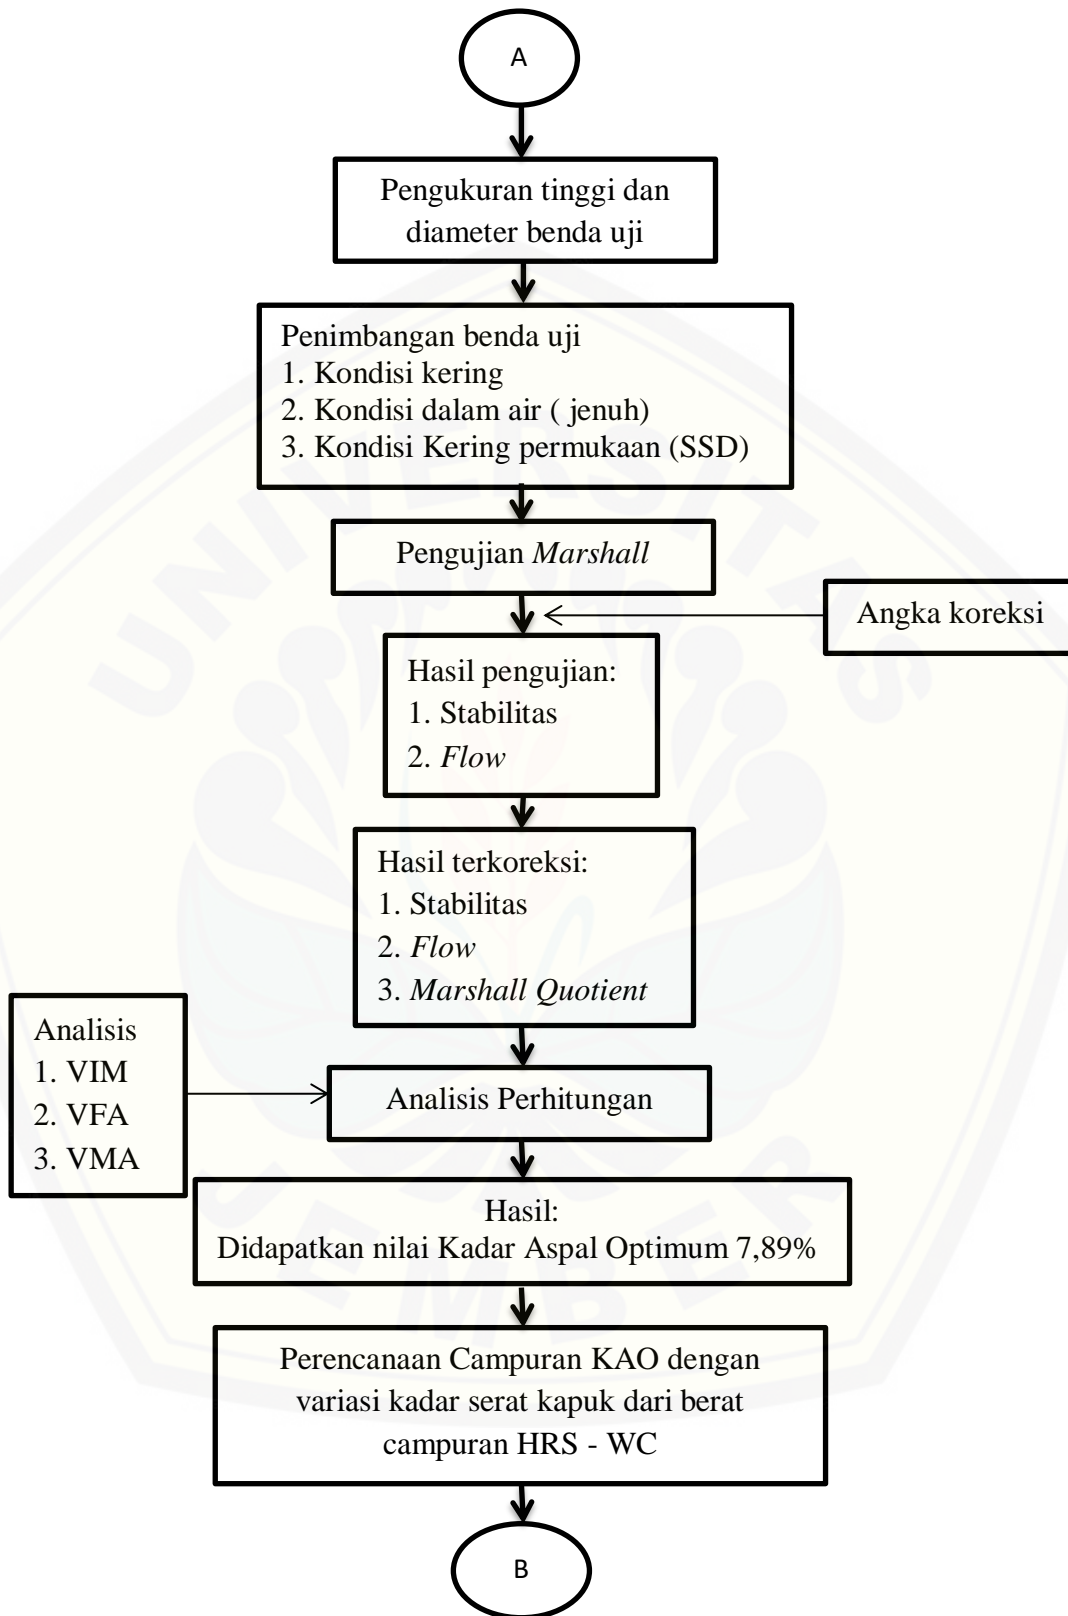 A
Pengukuran tinggi dan
diameter benda uji
Penimbangan benda uji
1. Kondisi kering
2. Kondisi dalam air ( jenuh)
3. Kondisi Kering permukaan (SSD)
Pengujian Marshall
Angka koreksi
Hasil pengujian:
1. Stabilitas
2. Flow
Hasil terkoreksi:
1. Stabilitas
2. Flow
3. Marshall Quotient
Analisis
1. VIM
2. VFA
3. VMA
Analisis Perhitungan
Hasil:
Didapatkan nilai Kadar Aspal Optimum 7,89%
Perencanaan Campuran KAO dengan
variasi kadar serat kapuk dari berat
campuran HRS - WC
B
UNIVERSITAS
JEMBER